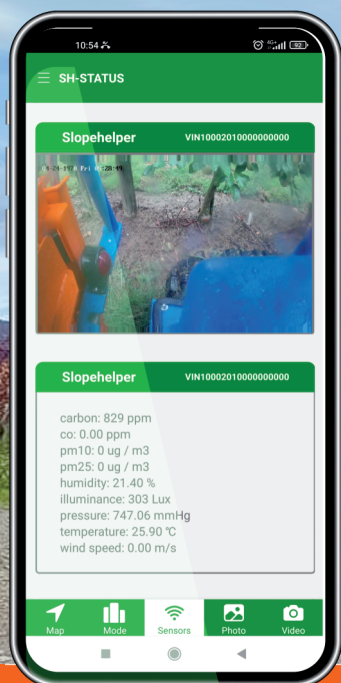 10:54
4G+ 92
SH-STATUS
Slopehelper VIN10002010000000000
Slopehelper VIN10002010000000000
carbon: 829 ppm
co: 0.00 ppm
pm10: 0 ug / m3
pm25: 0 ug / m3
humidity: 21.40 %
illuminance: 303 Lux
pressure: 747.06 mmHg
temperature: 25.90 °C
wind speed: 0.00 m/s
Map Mode Sensors Photo Video